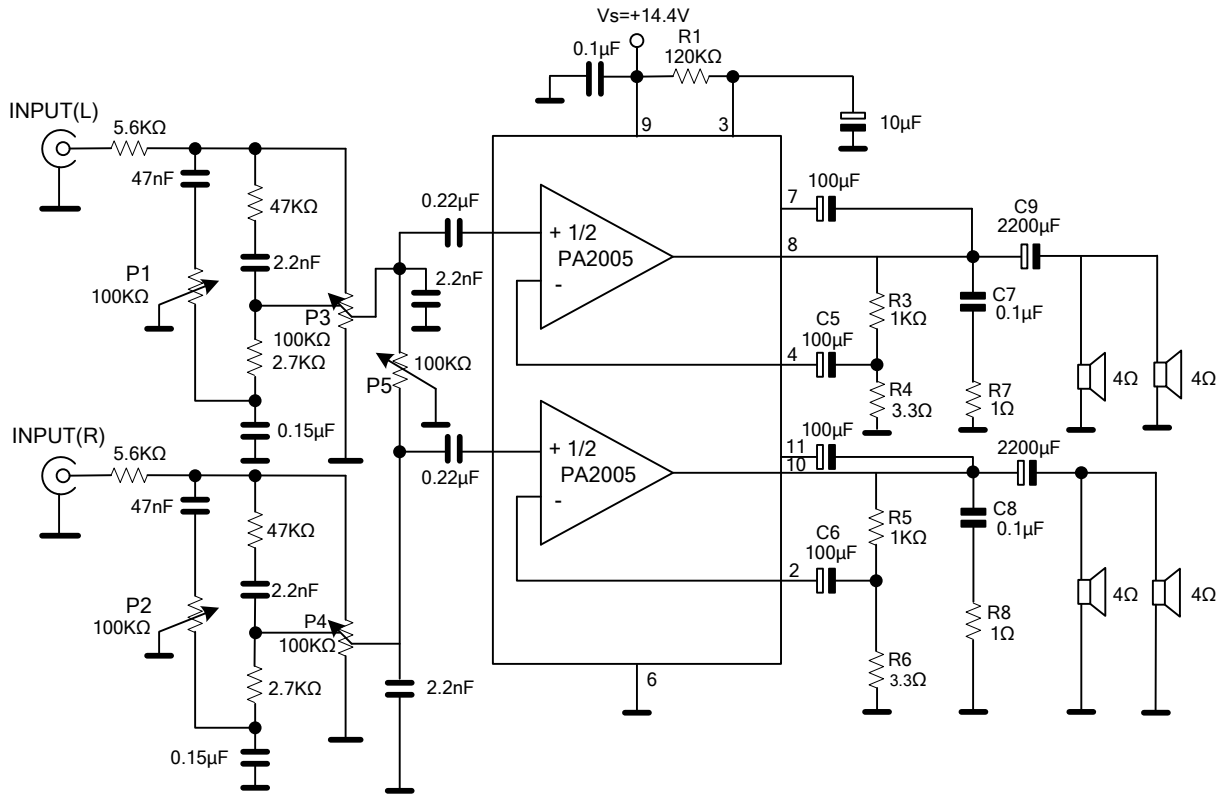 Vs=+14.4V
0.1µF
R1
120KΩ
9
3
10µF
INPUT(L)
5.6KΩ
47nF
47KΩ
2.2nF
P1
100KΩ
P3
100KΩ
2.7KΩ
0.15µF
0.22µF
2.2nF
100KΩ
P5
+ 1/2
PA2005
-
7
100µF
8
C9
2200µF
R3
1KΩ
C7
0.1µF
C5
100µF
4
R4
3.3Ω
R7
1Ω
4Ω
4Ω
INPUT(R)
5.6KΩ
47nF
47KΩ
2.2nF
P2
100KΩ
P4
100KΩ
2.7KΩ
0.15µF
0.22µF
2.2nF
+ 1/2
PA2005
-
11
100µF
10
2200µF
R5
1KΩ
C8
0.1µF
C6
100µF
2
R6
3.3Ω
R8
1Ω
4Ω
4Ω
6